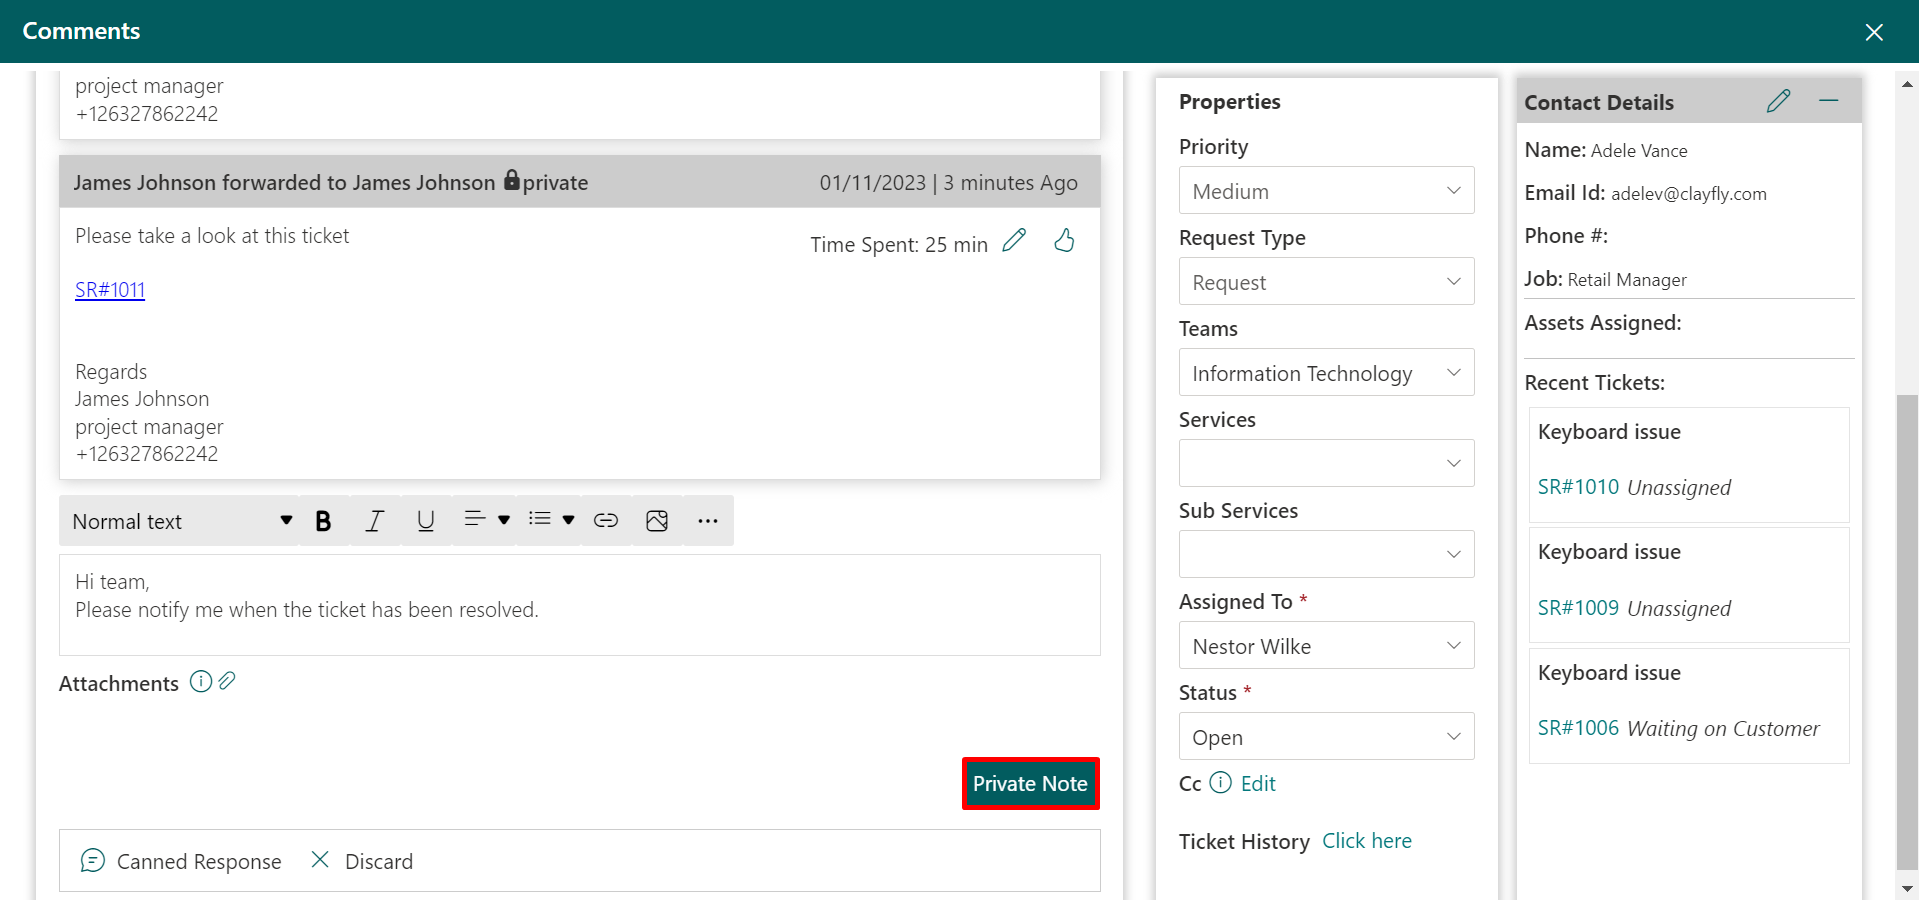 Comments
project manager
+126327862242
James Johnson forwarded to James Johnson private
01/11/2023 | 3 minutes Ago
Please take a look at this ticket
Time Spent: 25 min
SR#1011
Regards
James Johnson
project manager
+126327862242
Normal text
B I U
Hi team,
Please notify me when the ticket has been resolved.
Attachments
Private Note
Canned Response
Discard
Properties
Priority
Medium
Request Type
Request
Teams
Information Technology
Services
Sub Services
Assigned To *
Nestor Wilke
Status *
Open
Cc Edit
Ticket History Click here
Contact Details
Name: Adele Vance
Email Id: adelev@clayfly.com
Phone #:
Job: Retail Manager
Assets Assigned:
Recent Tickets:
Keyboard issue
SR#1010 Unassigned
Keyboard issue
SR#1009 Unassigned
Keyboard issue
SR#1006 Waiting on Customer